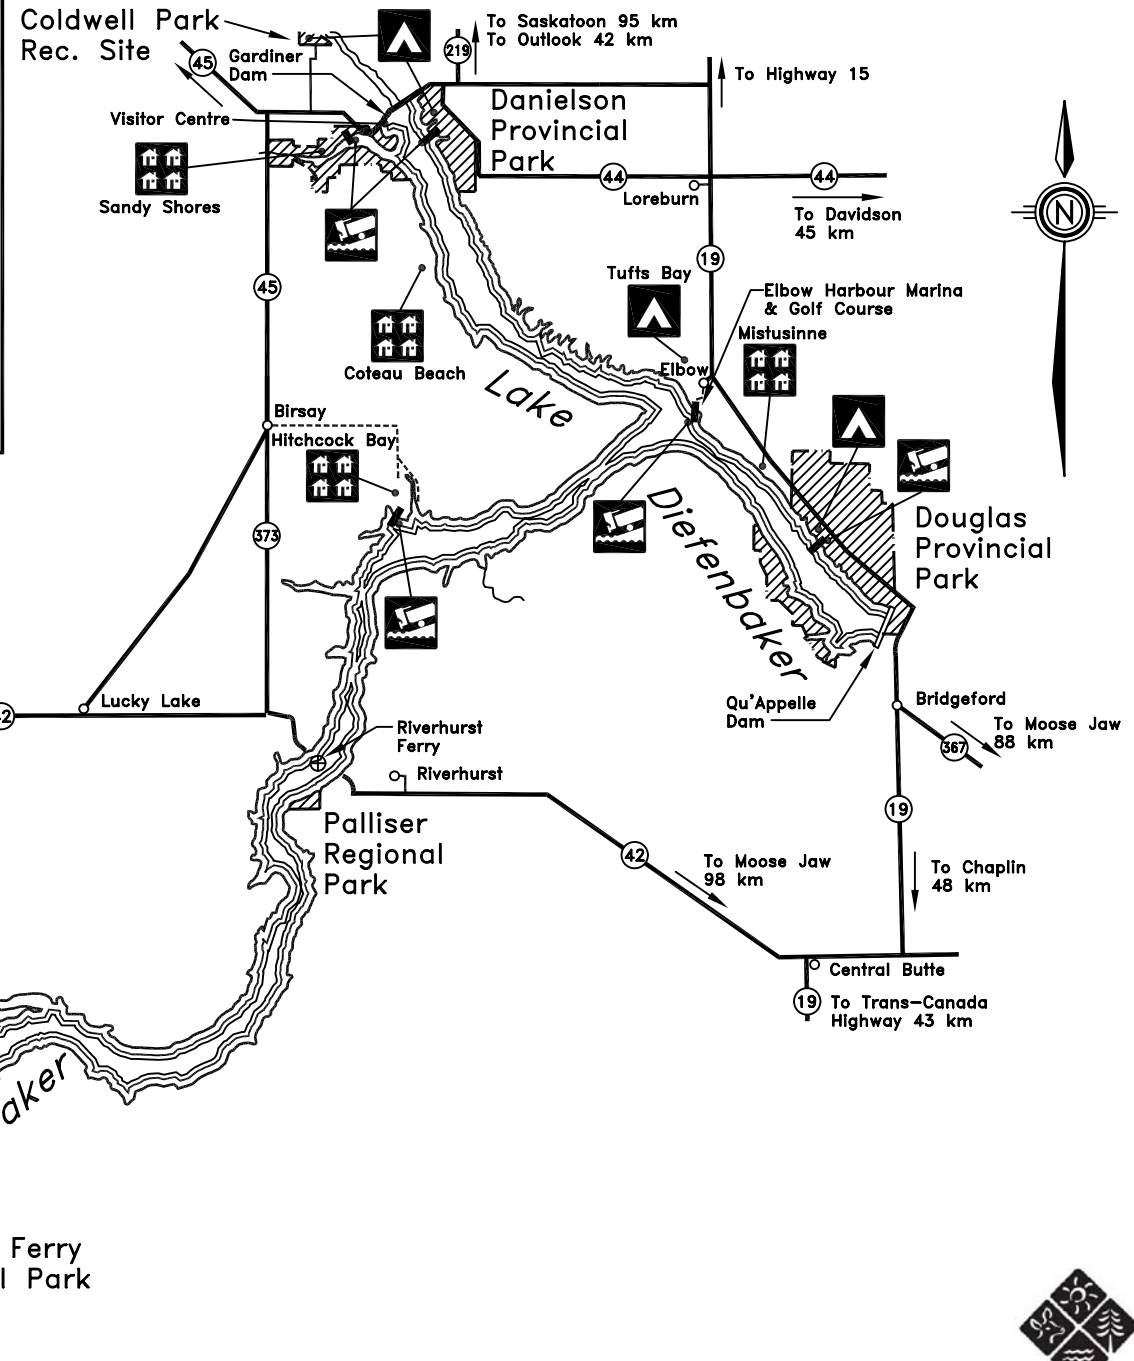 Coldwell Park
Rec. Site
45
Gardiner
Dam
219
To Saskatoon 95 km
To Outlook 42 km
To Highway 15
Visitor Centre
Danielson
Provincial
Park
Sandy Shores
44
44
Loreburn
To Davidson
45 km
N
19
45
Tufts Bay
Elbow Harbour Marina
& Golf Course
Mistusinne
Coteau Beach
Elbow
Lake
Birsay
Hitchcock Bay
Diefenbaker
373
Douglas
Provincial
Park
Lucky Lake
Qu'Appelle
Dam
Bridgeford
To Moose Jaw
88 km
367
Riverhurst
Ferry
Riverhurst
19
Palliser
Regional
Park
42
To Moose Jaw
98 km
To Chaplin
48 km
Central Butte
19
To Trans-Canada
Highway 43 km
aker
Ferry
l Park